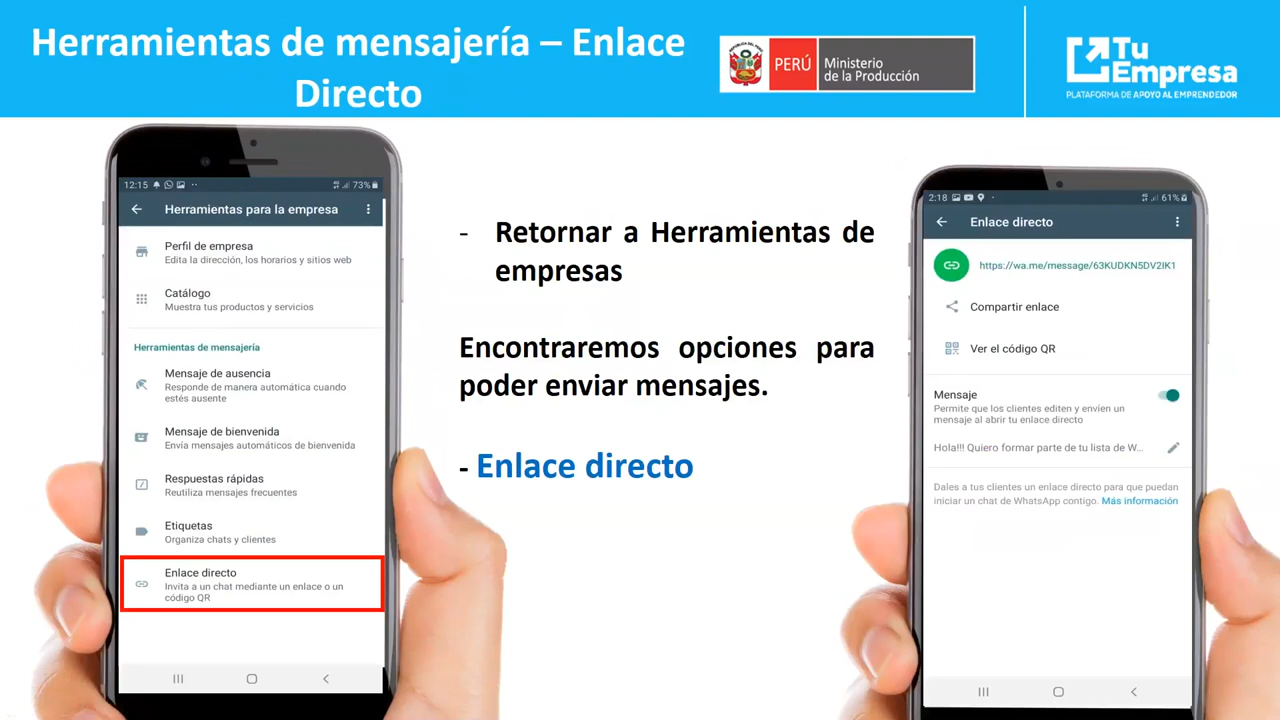 Herramientas de mensajería – Enlace
Directo
REPÚBLICA DEL PERÚ
PERÚ
Ministerio
de la Producción
Tu
Empresa
PLATAFORMA DE APOYO AL EMPRENDEDOR
12:15
73%
Herramientas para la empresa
Perfil de empresa
Edita la dirección, los horarios y sitios web
Catálogo
Muestra tus productos y servicios
Herramientas de mensajería
Mensaje de ausencia
Responde de manera automática cuando
estés ausente
Mensaje de bienvenida
Envía mensajes automáticos de bienvenida
Respuestas rápidas
Reutiliza mensajes frecuentes
Etiquetas
Organiza chats y clientes
Enlace directo
Invita a un chat mediante un enlace o un
código QR
- Retornar a Herramientas de
empresas
Encontraremos opciones para
poder enviar mensajes.
- Enlace directo
2:18
61%
Enlace directo
https://wa.me/message/63KUDKN5DV2IK1
Compartir enlace
Ver el código QR
Mensaje
Permite que los clientes editen y envíen un
mensaje al abrir tu enlace directo
Hola!!! Quiero formar parte de tu lista de W...
Dales a tus clientes un enlace directo para que puedan
iniciar un chat de WhatsApp contigo. Más información